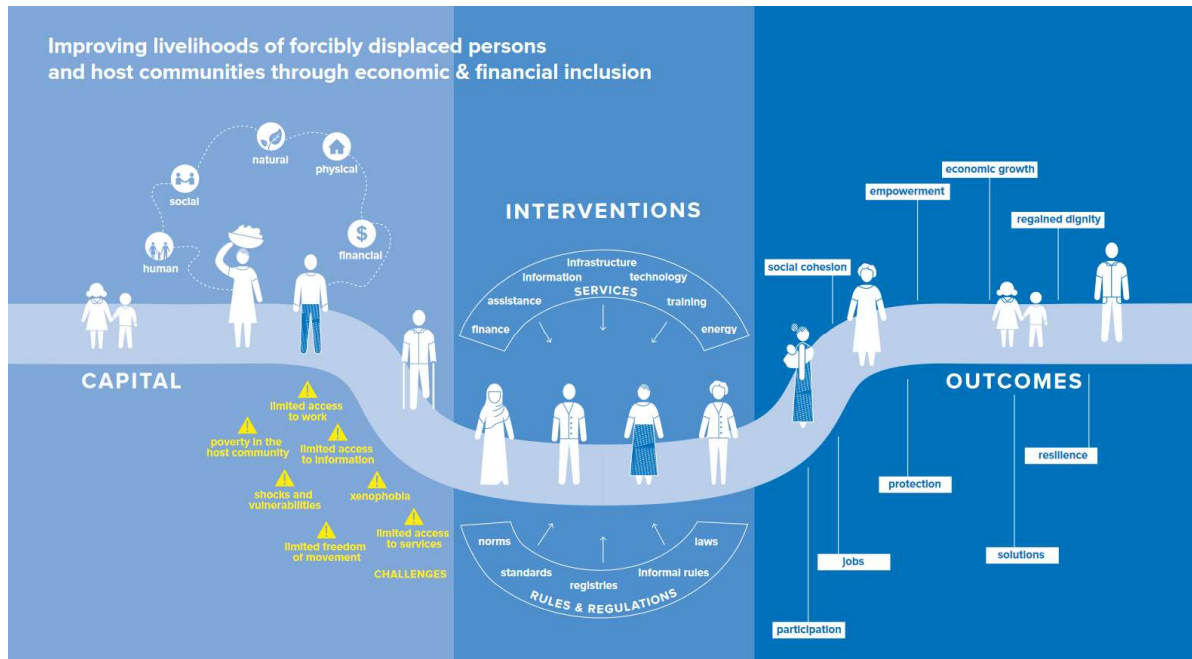 Improving livelihoods of forcibly displaced persons
and host communities through economic & financial inclusion
natural
physical
social
$
financial
human
CAPITAL
limited access
to work
poverty in the
host community
limited access
to information
shocks and
vulnerabilities
xenophobia
limited freedom
of movement
limited access
to services
CHALLENGES
INTERVENTIONS
infrastructure
information
technology
SERVICES
assistance
training
finance
energy
norms
laws
standards
informal rules
registries
RULES & REGULATIONS
economic growth
empowerment
regained dignity
social cohesion
OUTCOMES
resilience
protection
solutions
jobs
participation